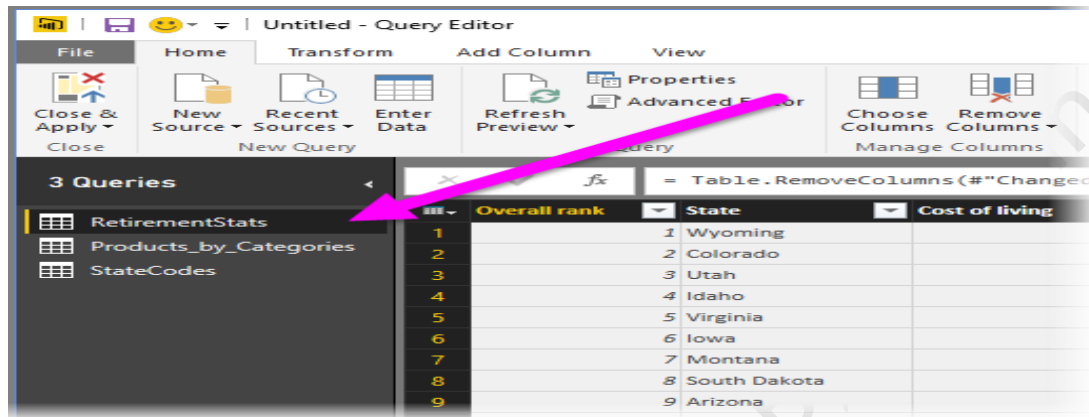 Untitled - Query Editor
File Home Transform Add Column View
Close & Apply New Source Recent Sources Enter Data Refresh Preview Properties Advanced Editor Choose Columns Remove Columns
Close New Query Query Manage Columns
3 Queries fx = Table.RemoveColumns(#"Changed
RetirementStats
Products_by_Categories
StateCodes
Overall rank State Cost of living
1 1 Wyoming
2 2 Colorado
3 3 Utah
4 4 Idaho
5 5 Virginia
6 6 Iowa
7 7 Montana
8 8 South Dakota
9 9 Arizona